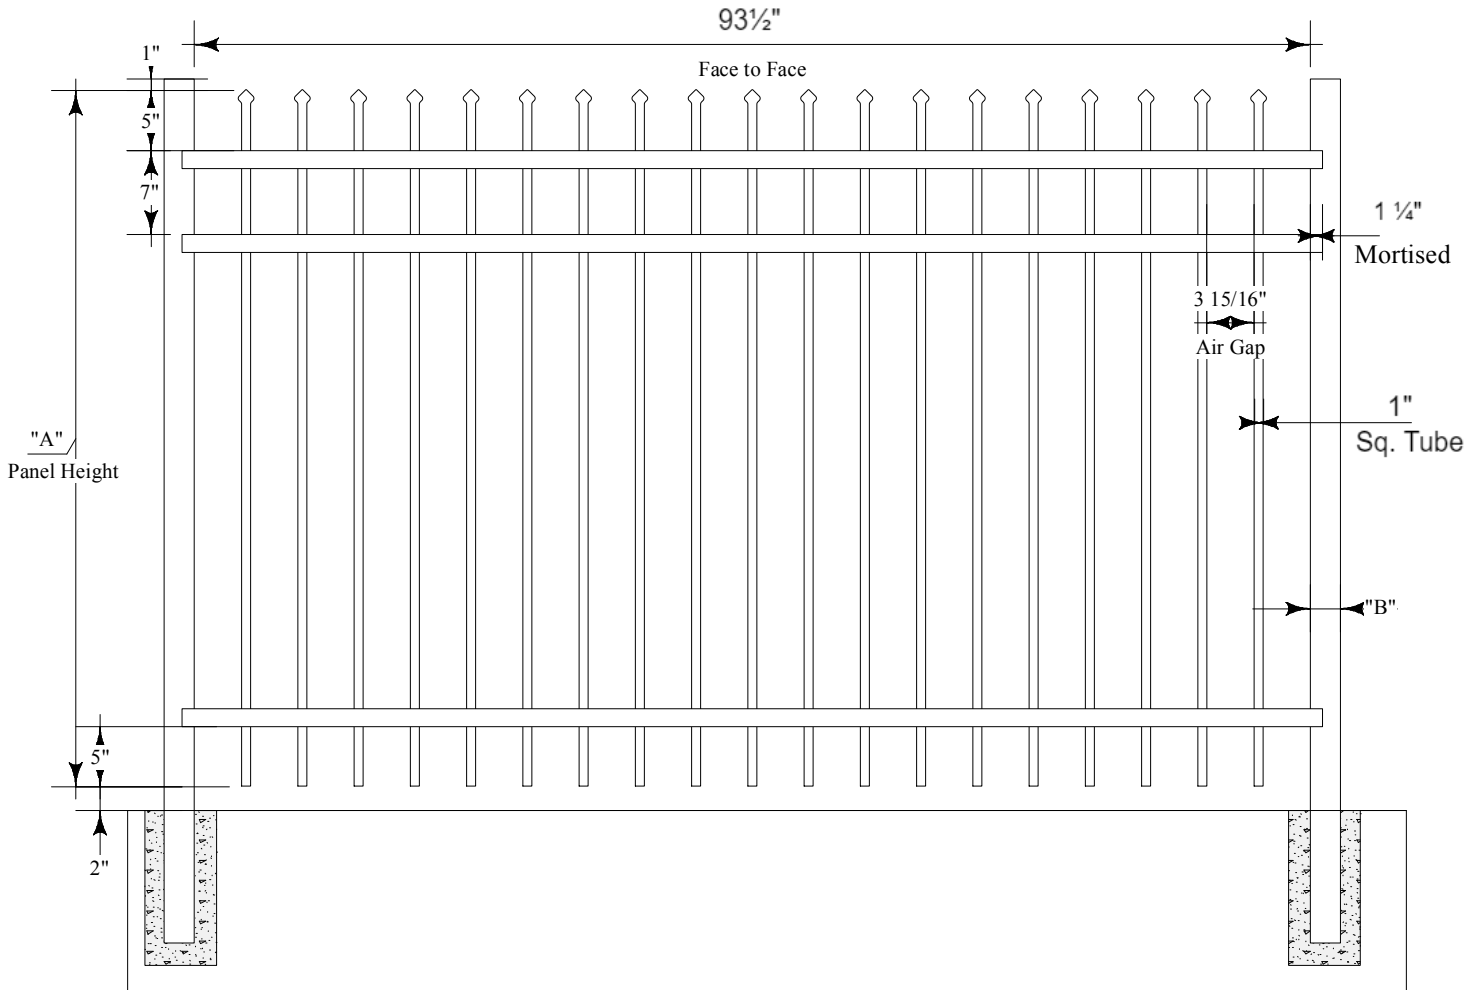 93½"
Face to Face
1"
5"
7"
1 ¼"
Mortised
3 15/16"
Air Gap
1"
Sq. Tube
"A"
Panel Height
"B"
5"
2"